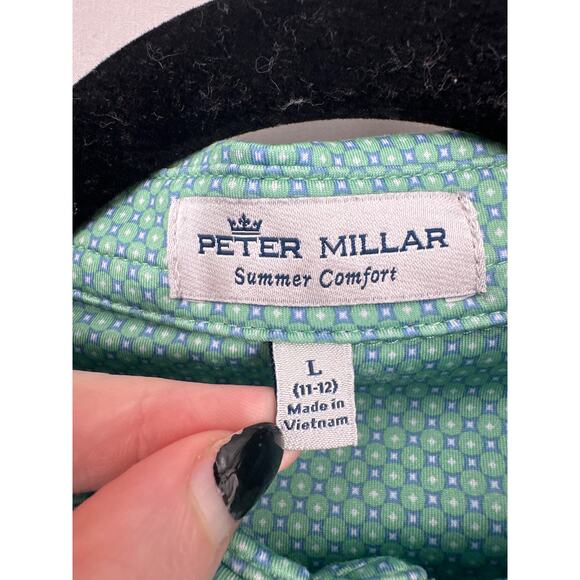 PETER MILLAR
Summer Comfort
L
(11-12)
Made in
Vietnam